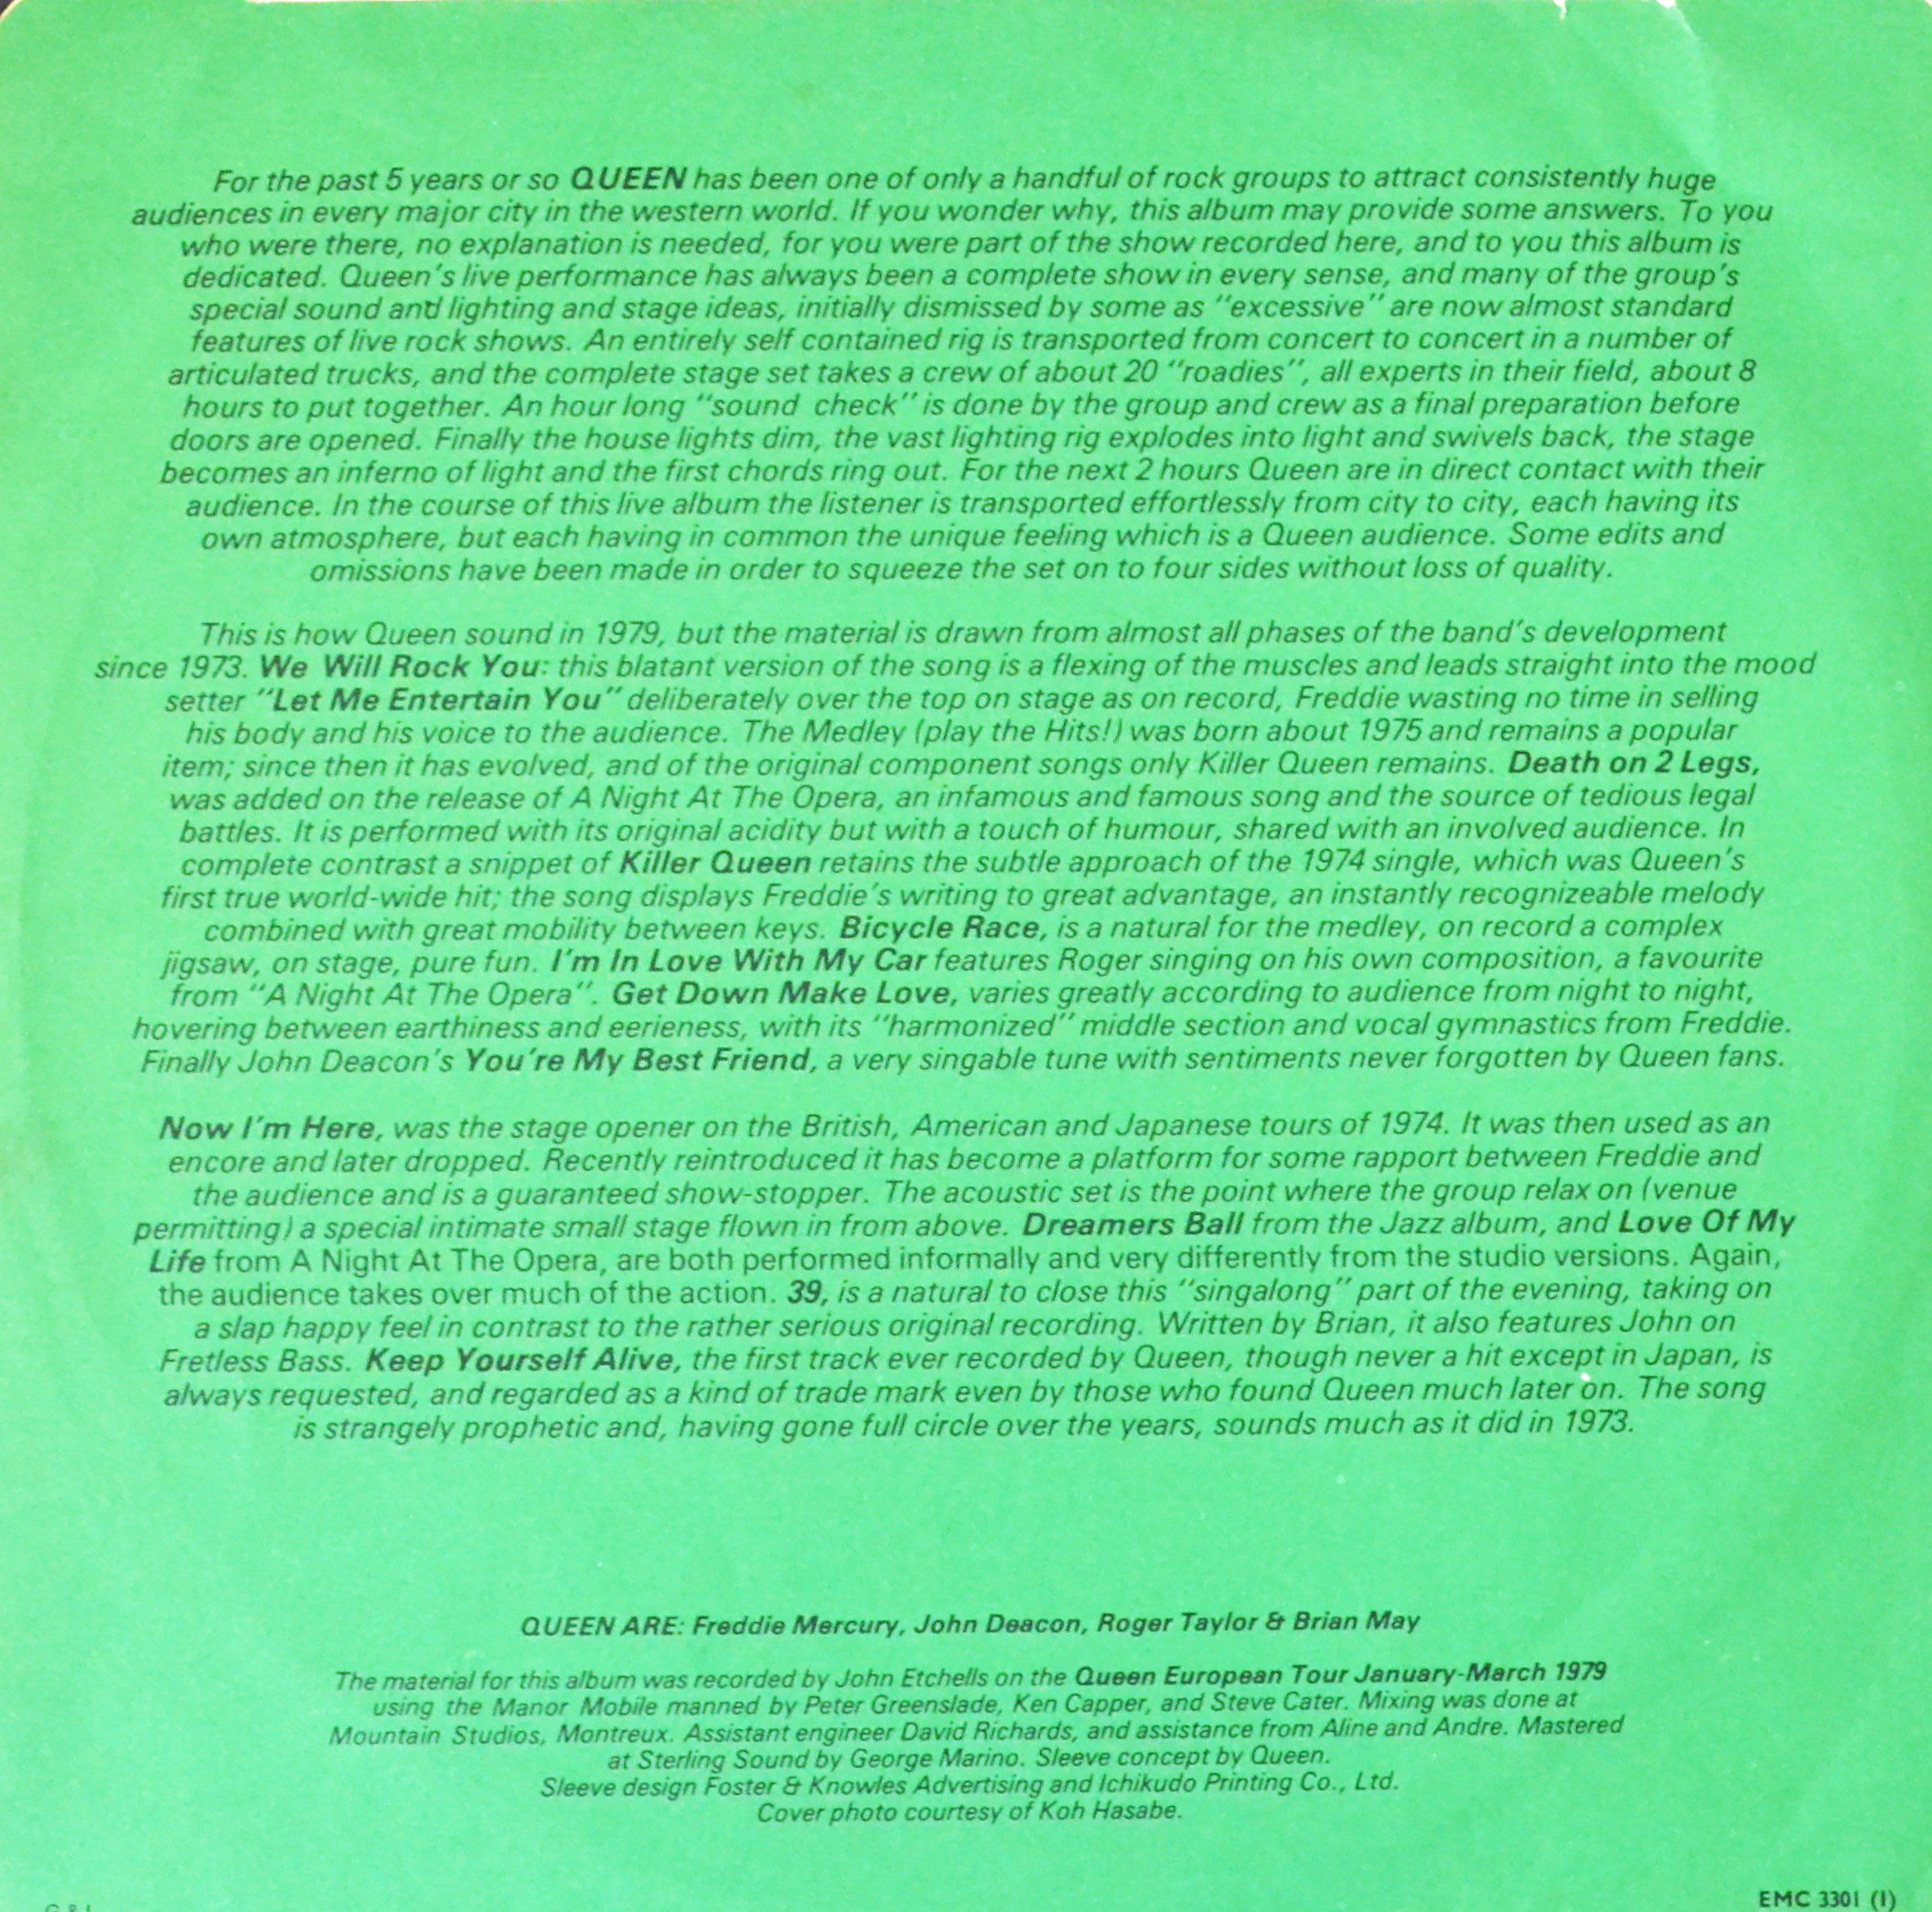 For the past 5 years or so QUEEN has been one of only a handful of rock groups to attract consistently huge
audiences in every major city in the western world. If you wonder why, this album may provide some answers. To you
who were there, no explanation is needed, for you were part of the show recorded here, and to you this album is
dedicated. Queen's live performance has always been a complete show in every sense, and many of the group's
special sound and lighting and stage ideas, initially dismissed by some as "excessive" are now almost standard
features of live rock shows. An entirely self contained rig is transported from concert to concert in a number of
articulated trucks, and the complete stage set takes a crew of about 20 "roadies", all experts in their field, about 8
hours to put together. An hour long "sound check" is done by the group and crew as a final preparation before
doors are opened. Finally the house lights dim, the vast lighting rig explodes into light and swivels back, the stage
becomes an inferno of light and the first chords ring out. For the next 2 hours Queen are in direct contact with their
audience. In the course of this live album the listener is transported effortlessly from city to city, each having its
own atmosphere, but each having in common the unique feeling which is a Queen audience. Some edits and
omissions have been made in order to squeeze the set on to four sides without loss of quality.
This is how Queen sound in 1979, but the material is drawn from almost all phases of the band's development
since 1973. We Will Rock You: this blatant version of the song is a flexing of the muscles and leads straight into the mood
setter "Let Me Entertain You" deliberately over the top on stage as on record, Freddie wasting no time in selling
his body and his voice to the audience. The Medley (play the Hits!) was born about 1975 and remains a popular
item; since then it has evolved, and of the original component songs only Killer Queen remains. Death on 2 Legs,
was added on the release of A Night At The Opera, an infamous and famous song and the source of tedious legal
battles. It is performed with its original acidity but with a touch of humour, shared with an involved audience. In
complete contrast a snippet of Killer Queen retains the subtle approach of the 1974 single, which was Queen's
first true world-wide hit; the song displays Freddie's writing to great advantage, an instantly recognizeable melody
combined with great mobility between keys. Bicycle Race, is a natural for the medley, on record a complex
jigsaw, on stage, pure fun. I'm In Love With My Car features Roger singing on his own composition, a favourite
from "A Night At The Opera". Get Down Make Love, varies greatly according to audience from night to night,
hovering between earthiness and eerieness, with its "harmonized" middle section and vocal gymnastics from Freddie.
Finally John Deacon's You're My Best Friend, a very singable tune with sentiments never forgotten by Queen fans.
Now I'm Here, was the stage opener on the British, American and Japanese tours of 1974. It was then used as an
encore and later dropped. Recently reintroduced it has become a platform for some rapport between Freddie and
the audience and is a guaranteed show-stopper. The acoustic set is the point where the group relax on (venue
permitting) a special intimate small stage flown in from above. Dreamers Ball from the Jazz album, and Love Of My
Life from A Night At The Opera, are both performed informally and very differently from the studio versions. Again,
the audience takes over much of the action. 39, is a natural to close this "singalong" part of the evening, taking on
a slap happy feel in contrast to the rather serious original recording. Written by Brian, it also features John on
Fretless Bass. Keep Yourself Alive, the first track ever recorded by Queen, though never a hit except in Japan, is
always requested, and regarded as a kind of trade mark even by those who found Queen much later on. The song
is strangely prophetic and, having gone full circle over the years, sounds much as it did in 1973.
QUEEN ARE: Freddie Mercury, John Deacon, Roger Taylor & Brian May
The material for this album was recorded by John Etchells on the Queen European Tour January-March 1979
using the Manor Mobile manned by Peter Greenslade, Ken Capper, and Steve Cater. Mixing was done at
Mountain Studios, Montreux. Assistant engineer David Richards, and assistance from Aline and Andre. Mastered
at Sterling Sound by George Marino. Sleeve concept by Queen.
Sleeve design Foster & Knowles Advertising and Ichikudo Printing Co., Ltd.
Cover photo courtesy of Koh Hasabe.
EMC 3301 (I)